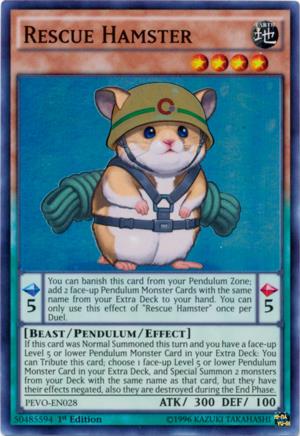 RESCUE HAMSTER
EARTH
地
You can banish this card from your Pendulum Zone;
add 2 face-up Pendulum Monster Cards with the same
name from your Extra Deck to your hand. You can
only use this effect of "Rescue Hamster" once per
Duel.
5
5
[BEAST/PENDULUM/EFFECT]
If this card was Normal Summoned this turn and you have a face-up
Level 5 or lower Pendulum Monster Card in your Extra Deck: You
can Tribute this card, choose 1 face-up Level 5 or lower Pendulum
Monster Card in your Extra Deck, and Special Summon 2 monsters
from your Deck with the same name as that card, but they have
their effects negated, also they are destroyed during the End Phase.
PEVO-EN028
ATK/ 300 DEF/ 100
50485594
1st Edition
©1996 KAZUKI TAKAHASHI